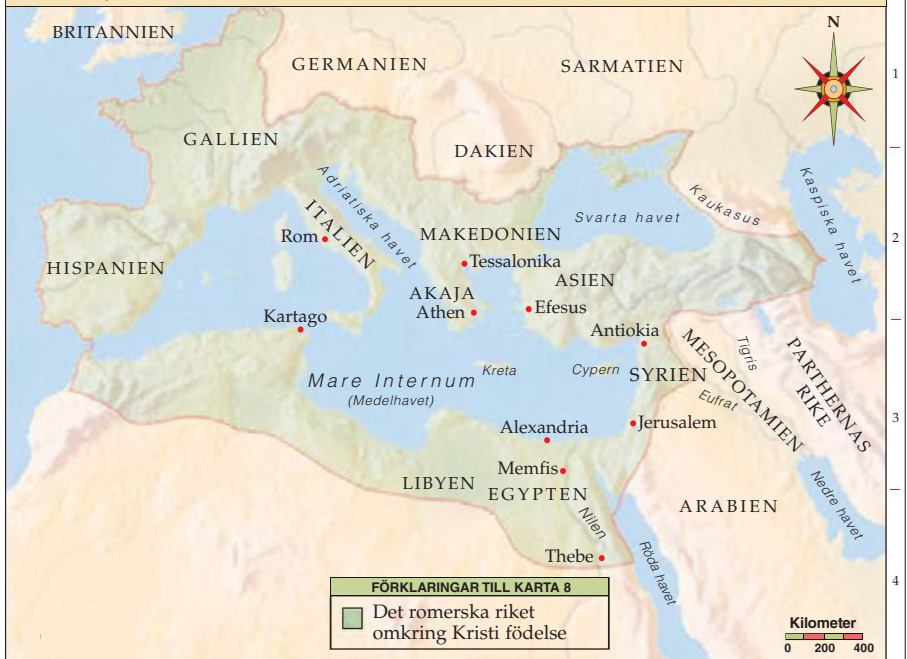 N
BRITANNIEN
GERMANIEN
SARMATIEN
1
GALLIEN
DAKIEN
Adriatiska havet
Kaukasus
Kaspiska havet
Svarta havet
ITALIEN
Rom
MAKEDONIEN
2
HISPANIEN
Tessalonika
ASIEN
AKAJA
Athen
Efesus
Kartago
Antiokia
MESOPOTAMIEN
Tigris
PARTHERNAS
RIKE
Mare Internum
(Medelhavet)
Kreta
Cypern
SYRIEN
Eufrat
3
Alexandria
Jerusalem
Memfis
LIBYEN
EGYPTEN
Nilen
ARABIEN
Nedre havet
Thebe
Röda havet
4
FÖRKLARINGAR TILL KARTA 8
Det romerska riket
omkring Kristi födelse
Kilometer
0 200 400